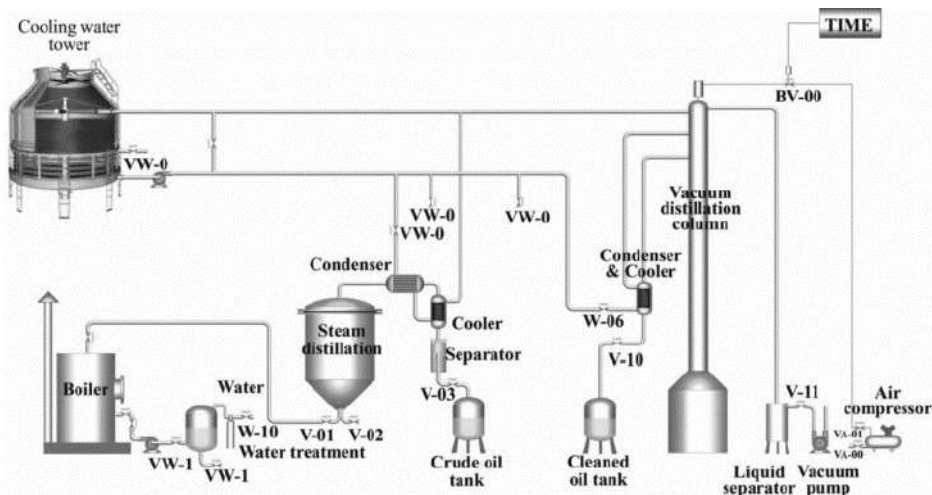 Cooling water
tower
TIME
BV-00
VW-0
VW-0
VW-0
VW-0
Vacuum
distillation
column
Condenser
Condenser
& Cooler
Steam
distillation
Cooler
W-06
Separator
V-10
Boiler
Water
V-03
V-11
Air
compressor
W-10
V-01
V-02
VA-01
VA-00
Water treatment
VW-1
VW-1
Crude oil
tank
Cleaned
oil tank
Liquid
separator
Vacuum
pump